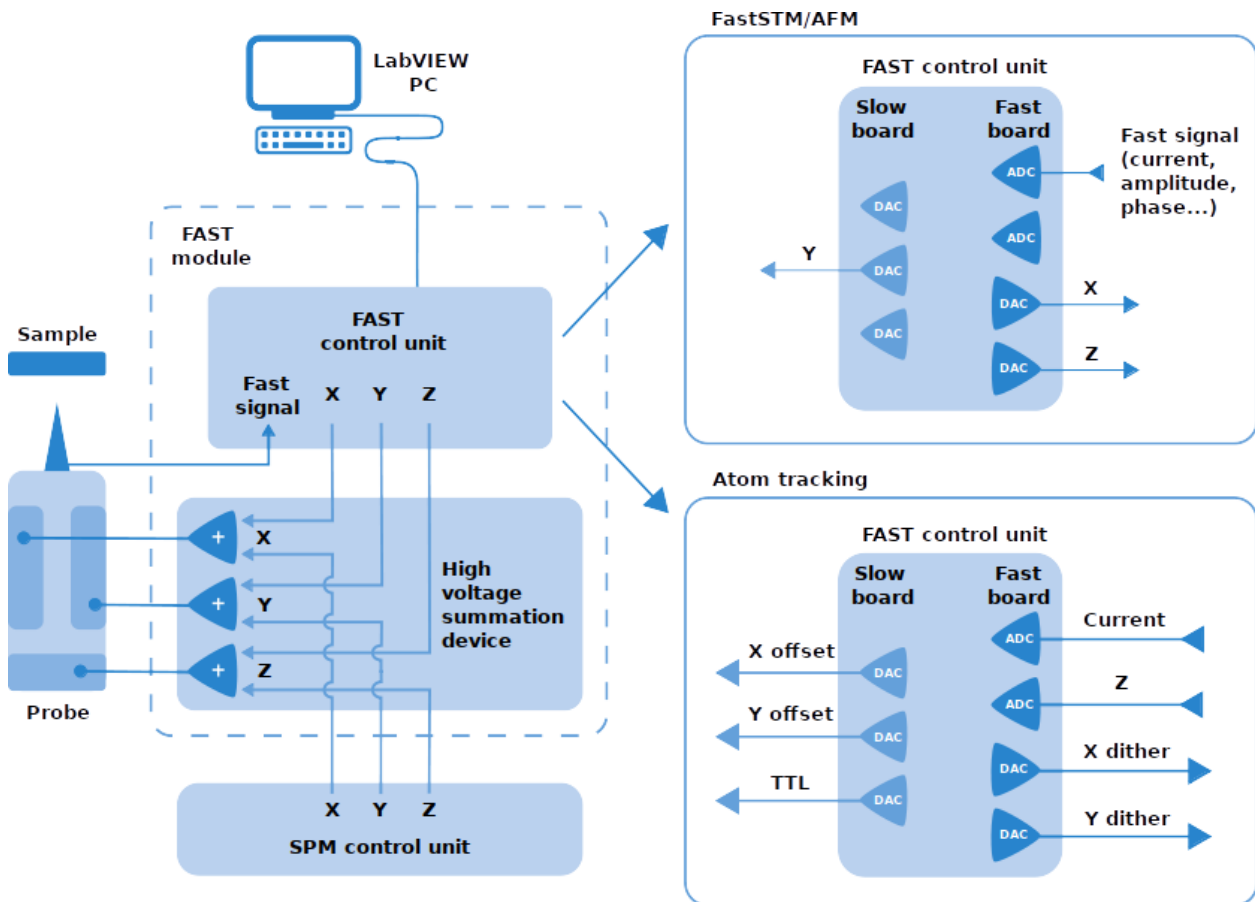 LabVIEW
PC
FAST
module
FAST
control unit
Fast
signal
X
Y
Z
Sample
Probe
+
X
+
Y
+
Z
High
voltage
summation
device
X
Y
Z
SPM control unit
FastSTM/AFM
FAST control unit
Slow
board
Fast
board
ADC
Fast signal
(current,
amplitude,
phase...)
DAC
ADC
Y
DAC
DAC
X
DAC
DAC
Z
Atom tracking
FAST control unit
Slow
board
Fast
board
ADC
Current
X offset
DAC
ADC
Z
Y offset
DAC
DAC
X dither
TTL
DAC
DAC
Y dither